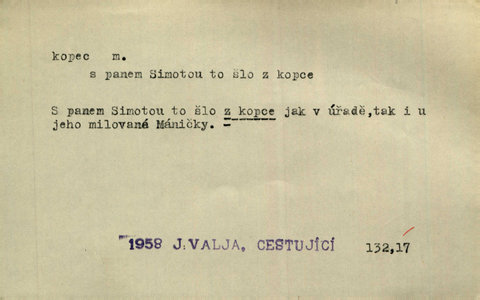 kopec m.
s panem Simotou to šlo z kopce
S panem Simotou to šlo z kopce jak v úřadě,tak i u
jeho milované Máničky. -
1958 J.VALJA, CESTUJÍCÍ 132,17